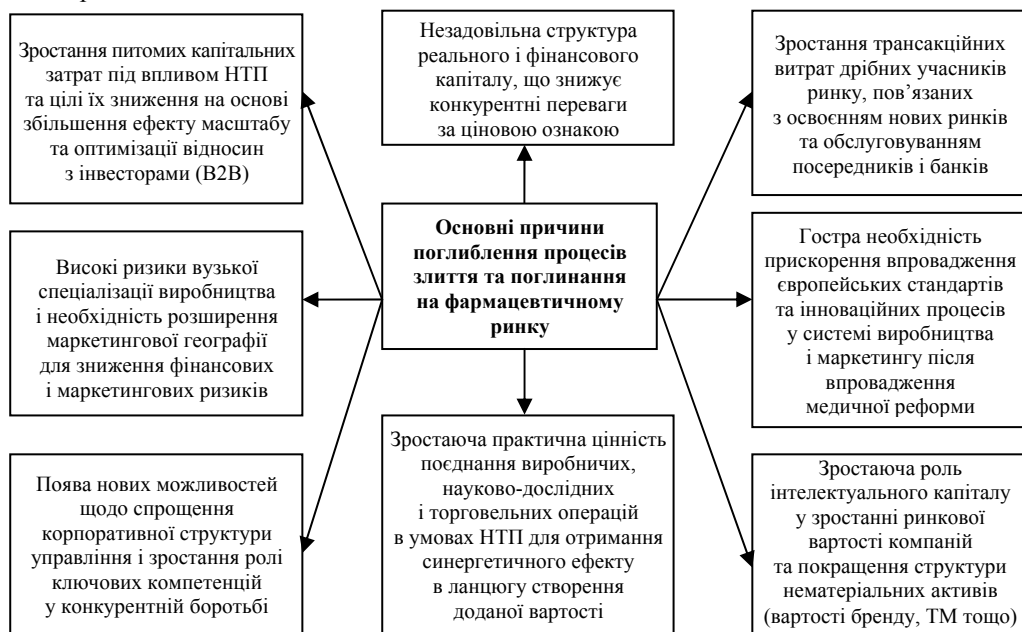 Зростання питомих капітальних
затрат під впливом НТП
та цілі їх зниження на основі
збільшення ефекту масштабу
та оптимізації відносин
з інвесторами (В2В)
Незадовільна структура
реального і фінансового
капіталу, що знижує
конкурентні переваги
за ціновою ознакою
Зростання трансакційних
витрат дрібних учасників
ринку, пов’язаних
з освоєнням нових ринків
та обслуговуванням
посередників і банків
Високі ризики вузької
спеціалізації виробництва
і необхідність розширення
маркетингової географії
для зниження фінансових
і маркетингових ризиків
Основні причини
поглиблення процесів
злиття та поглинання
на фармацевтичному
ринку
Гостра необхідність
прискорення впровадження
європейських стандартів
та інноваційних процесів
у системі виробництва
і маркетингу після
впровадження
медичної реформи
Поява нових можливостей
щодо спрощення
корпоративної структури
управління і зростання ролі
ключових компетенцій
у конкурентній боротьбі
Зростаюча практична цінність
поєднання виробничих,
науково-дослідних
і торговельних операцій
в умовах НТП для отримання
синергетичного ефекту
в ланцюгу створення
доданої вартості
Зростаюча роль
інтелектуального капіталу
у зростанні ринкової
вартості компаній
та покращення структури
нематеріальних активів
(вартості бренду, ТМ тощо)